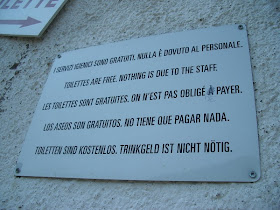 TOILETTE
I SERVIZI IGIENICI SONO GRATUITI. NULLA È DOVUTO AL PERSONALE.
TOILETTES ARE FREE. NOTHING IS DUE TO THE STAFF.
LES TOILETTES SONT GRATUITES. ON N'EST PAS OBLIGÉ A PAYER.
LOS ASEOS SON GRATUITOS. NO TIENE QUE PAGAR NADA.
TOILETTEN SIND KOSTENLOS. TRINKGELD IST NICHT NÖTIG.